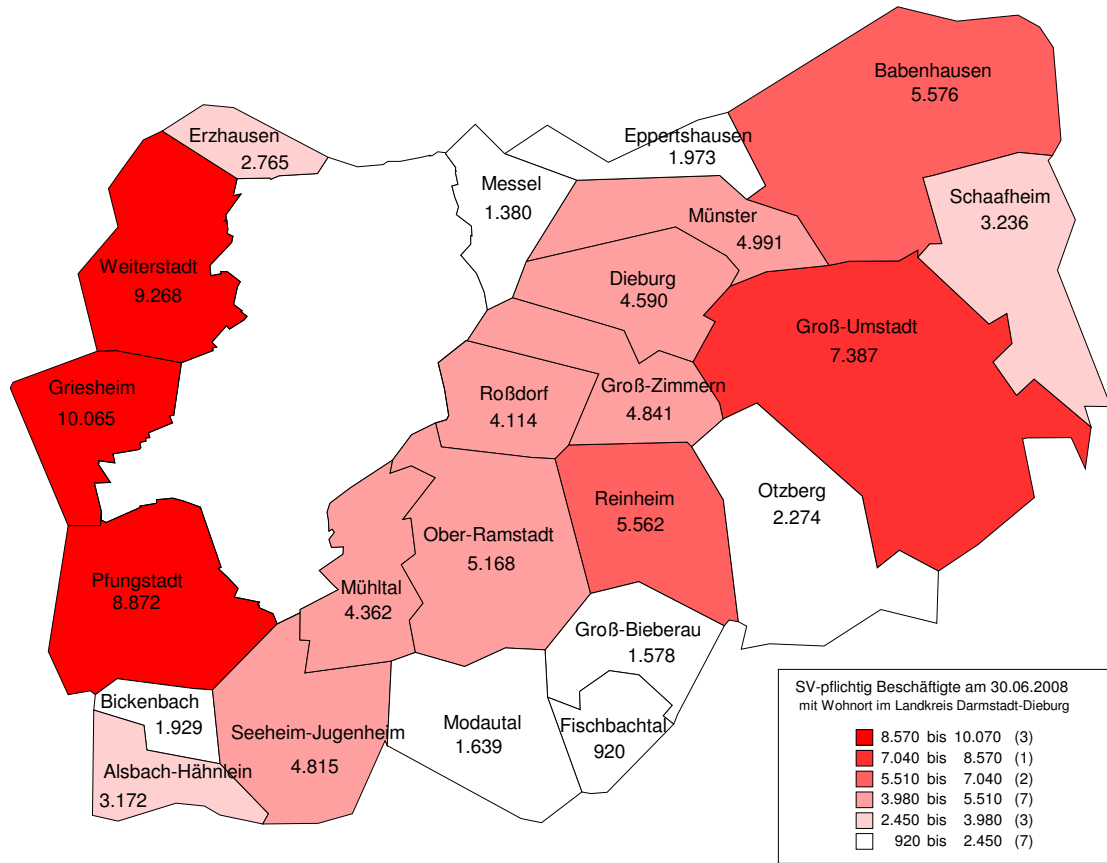 Babenhausen
5.576
Erzhausen
2.765
Eppertshausen
1.973
Messel
1.380
Schaafheim
3.236
Münster
4.991
Weiterstadt
9.268
Dieburg
4.590
Groß-Umstadt
7.387
Griesheim
10.065
Roßdorf
4.114
Groß-Zimmern
4.841
Reinheim
5.562
Otzberg
2.274
Ober-Ramstadt
5.168
Pfungstadt
8.872
Mühltal
4.362
Groß-Bieberau
1.578
Bickenbach
1.929
Seeheim-Jugenheim
4.815
Modautal
1.639
Fischbachtal
920
Alsbach-Hähnlein
3.172
SV-pflichtig Beschäftigte am 30.06.2008
mit Wohnort im Landkreis Darmstadt-Dieburg
8.570 bis 10.070 (3)
7.040 bis 8.570 (1)
5.510 bis 7.040 (2)
3.980 bis 5.510 (7)
2.450 bis 3.980 (3)
920 bis 2.450 (7)